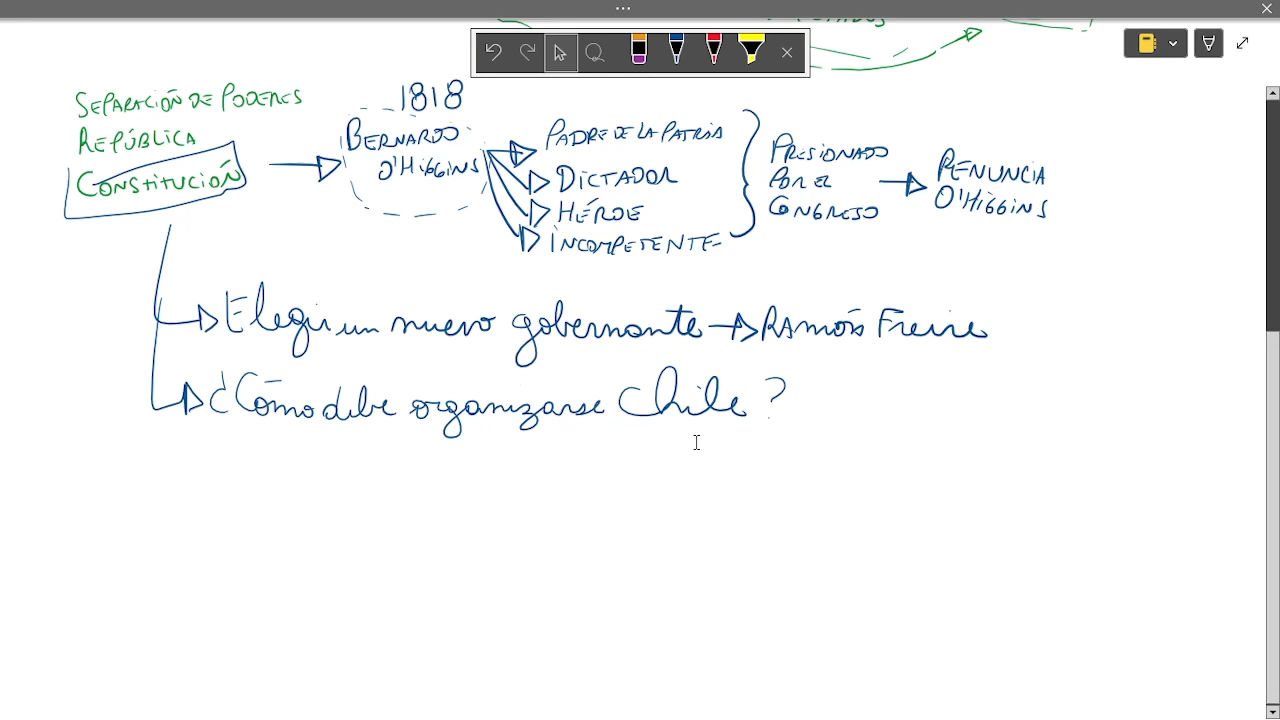 SEPARACIÓN DE PODERES
REPÚBLICA
CONSTITUCIÓN
1818
BERNARDO
O'HIGGINS
PADRE DE LA PATRIA
DICTADOR
HÉROE
INCOMPETENTE
PRESIONADO
POR EL
CONGRESO
RENUNCIA
O'HIGGINS
Elegir un nuevo gobernante
RAMÓN Freire
¿Cómo debe organizarse Chile?